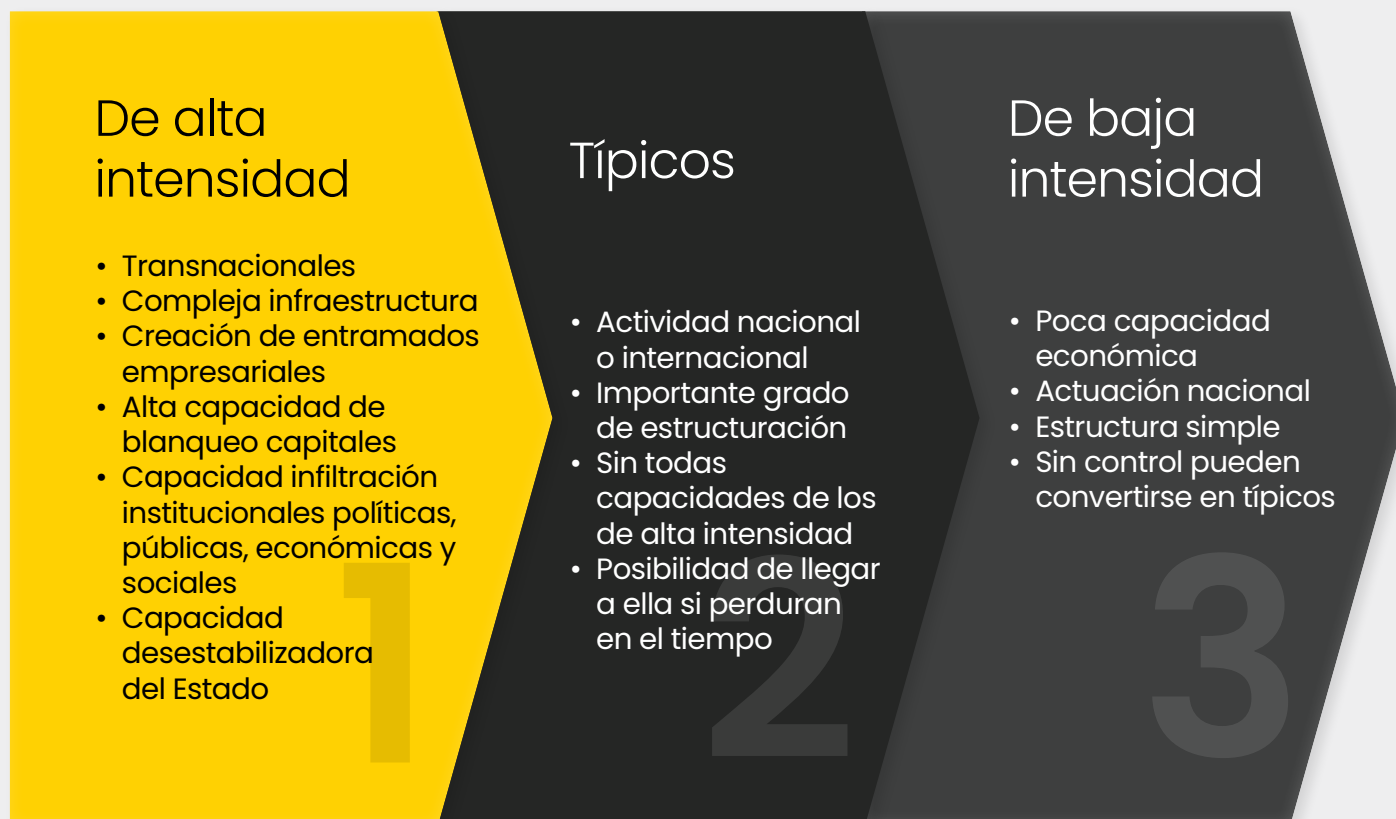 De alta
intensidad
• Transnacionales
• Compleja infraestructura
• Creación de entramados
empresariales
• Alta capacidad de
blanqueo capitales
• Capacidad infiltración
institucionales políticas,
públicas, económicas y
sociales
• Capacidad
desestabilizadora
del Estado
1
Típicos
• Actividad nacional
o internacional
• Importante grado
de estructuración
• Sin todas
capacidades de los
de alta intensidad
• Posibilidad de llegar
a ella si perduran
en el tiempo
2
De baja
intensidad
• Poca capacidad
económica
• Actuación nacional
• Estructura simple
• Sin control pueden
convertirse en típicos
3